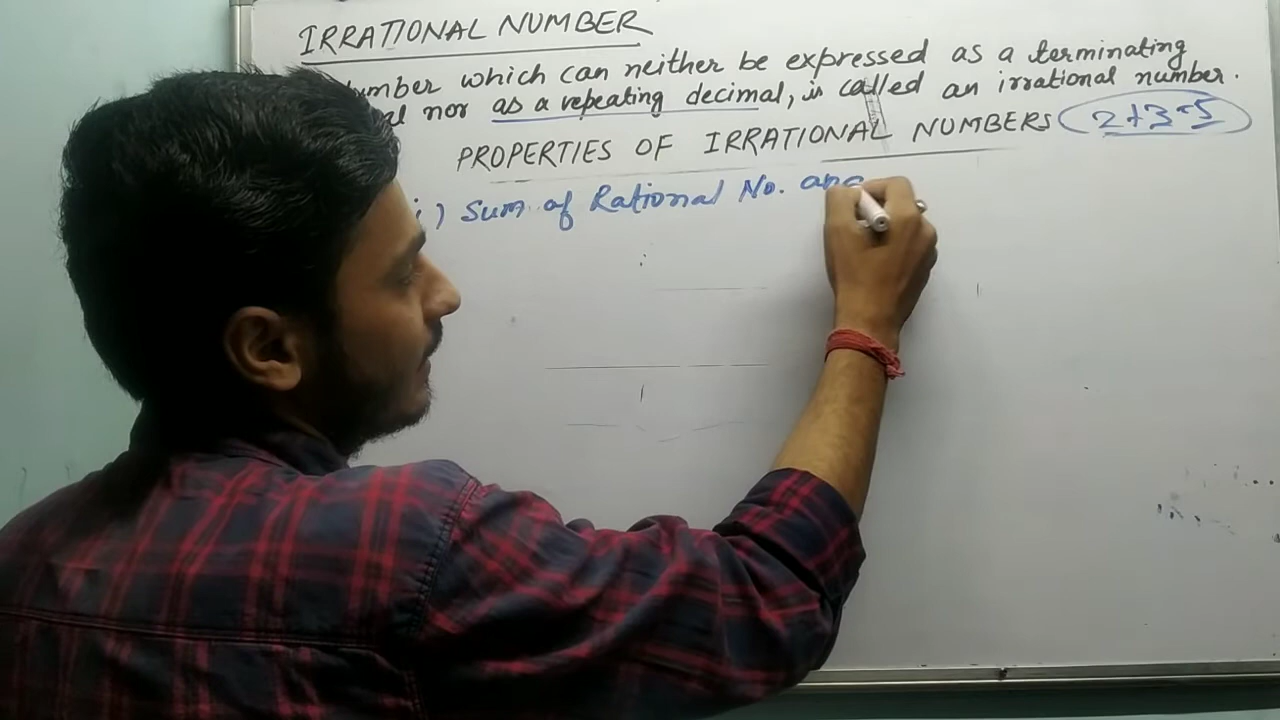 IRRATIONAL NUMBER
umber which can neither be expressed as a terminating
al nor as a repeating decimal, is called an irrational number.
PROPERTIES OF IRRATIONAL NUMBERS 2+3=5
i) Sum of Rational No. and